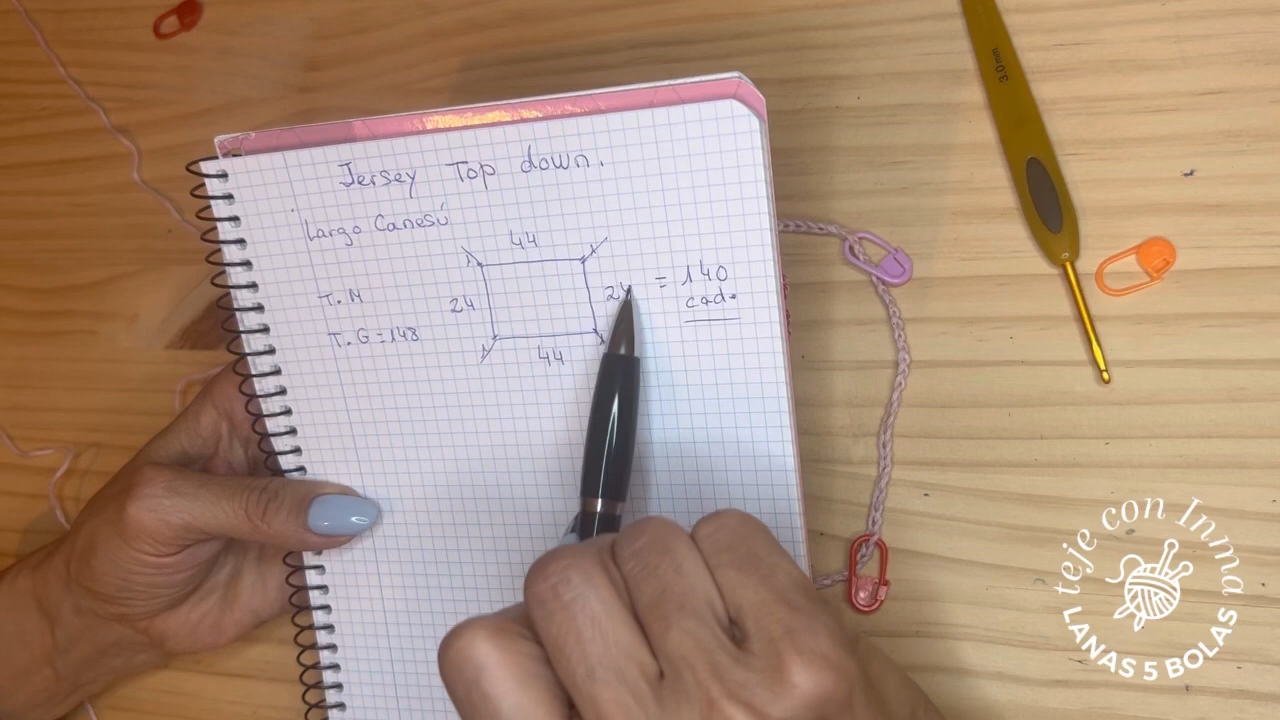 Jersey Top down.
Largo Canesú
44
T. M
24
24
= 140
cad.
T. G = 148
44
3.0 mm
teje con Inma
LANAS 5 BOLAS